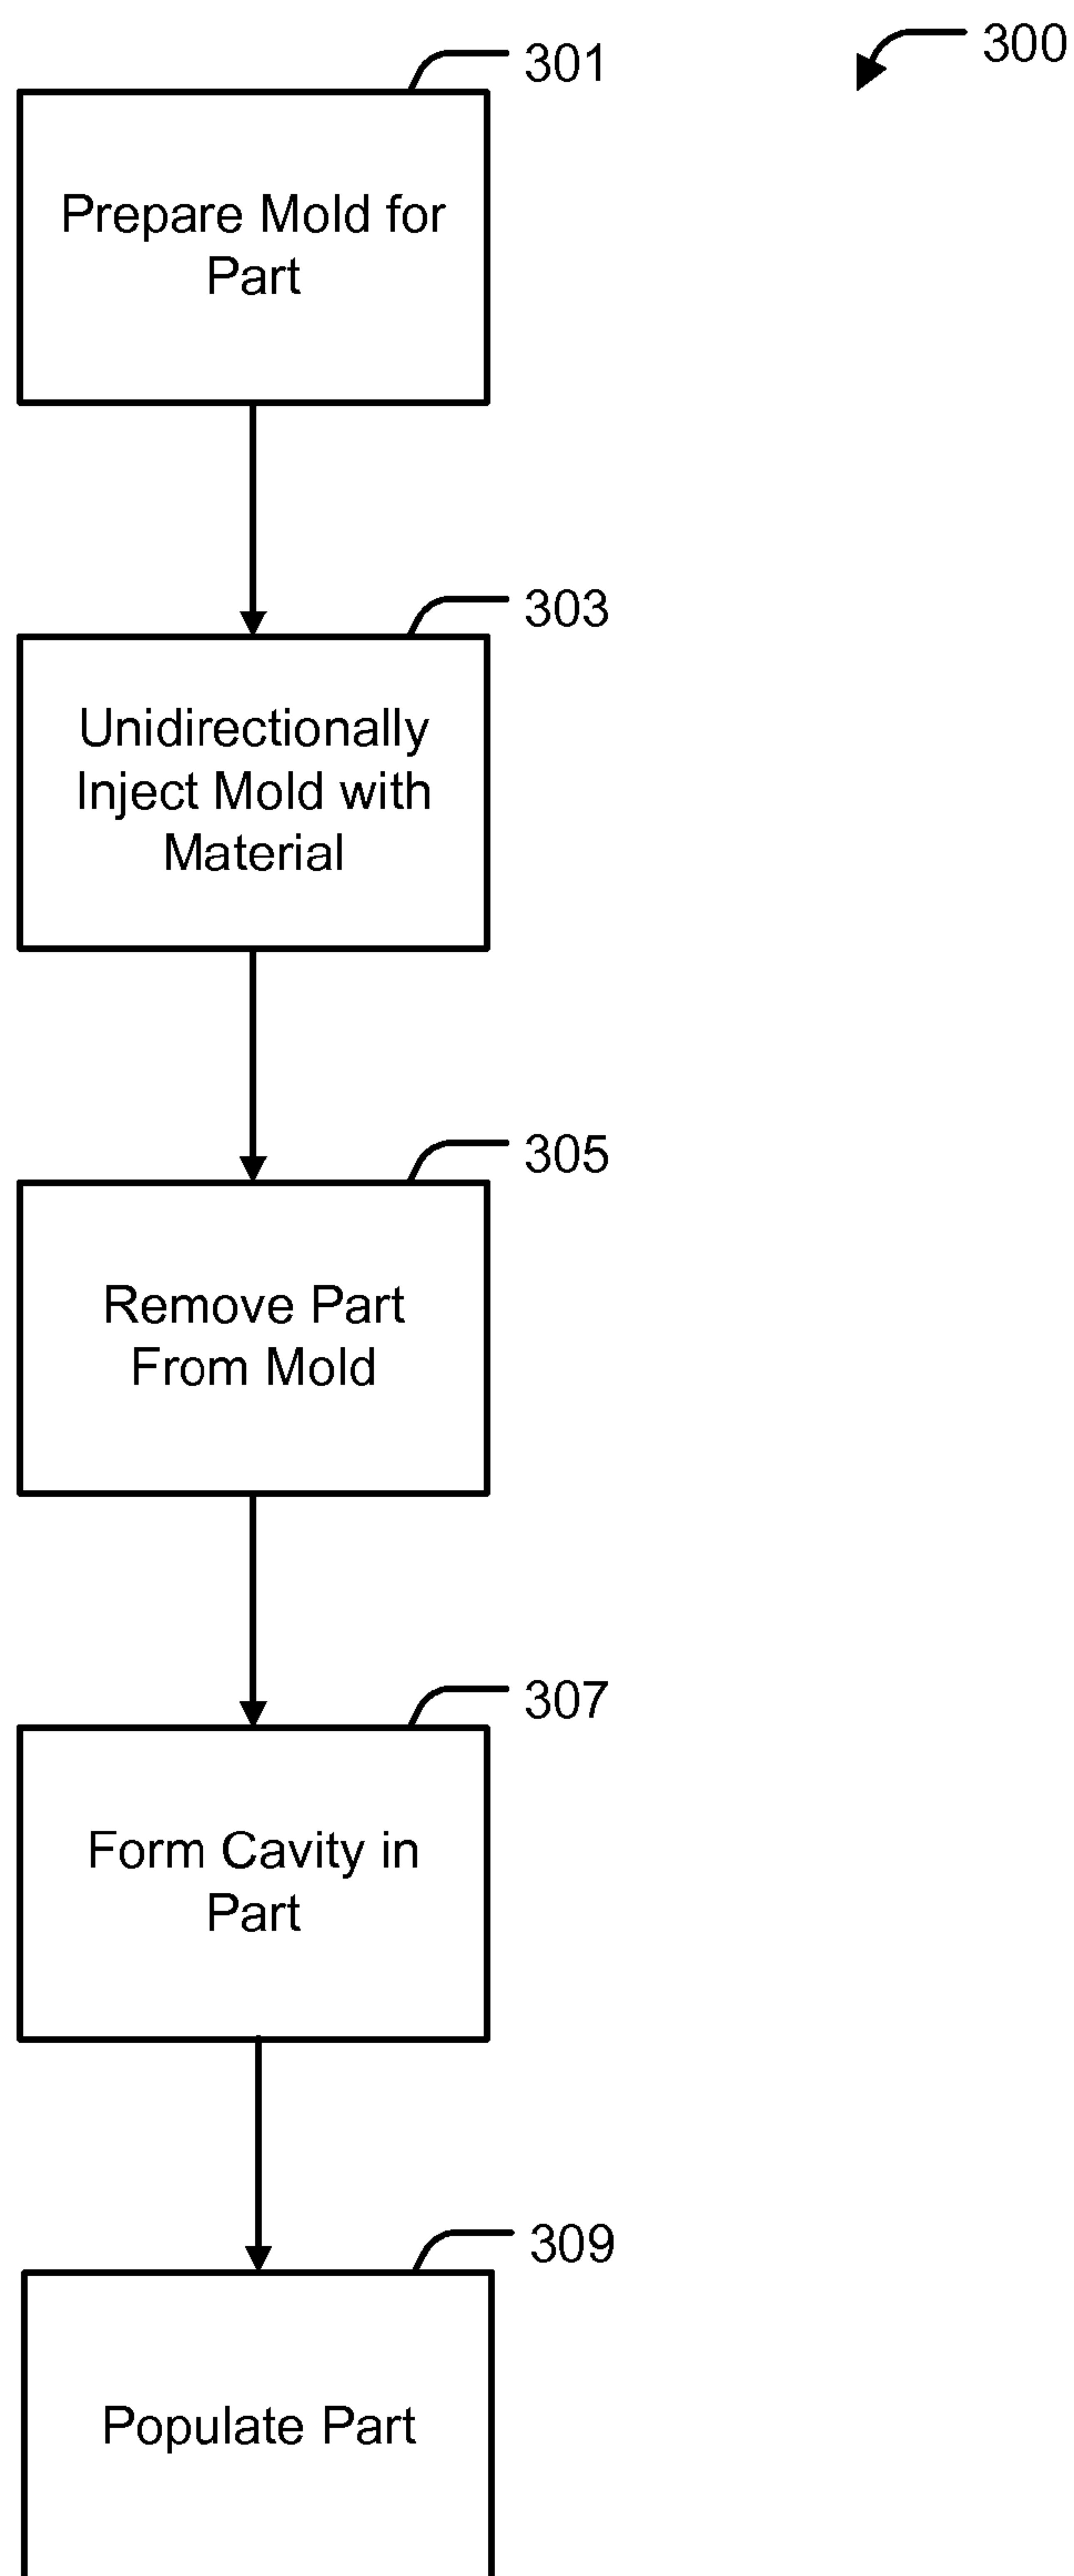 300
301
Prepare Mold for
Part
303
Unidirectionally
Inject Mold with
Material
305
Remove Part
From Mold
307
Form Cavity in
Part
309
Populate Part